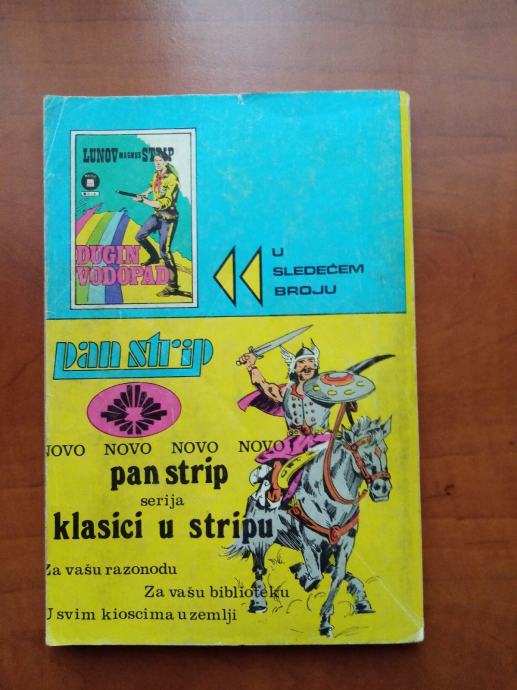 LUNOV MAGNUS STRIP
DUGIN
VODOPAD
U
SLEDEĆEM
BROJU
pan strip
NOVO NOVO NOVO NOVO!
pan strip
serija
klasici u stripu
Za vašu razonodu
Za vašu biblioteku
U svim kioscima u zemlji